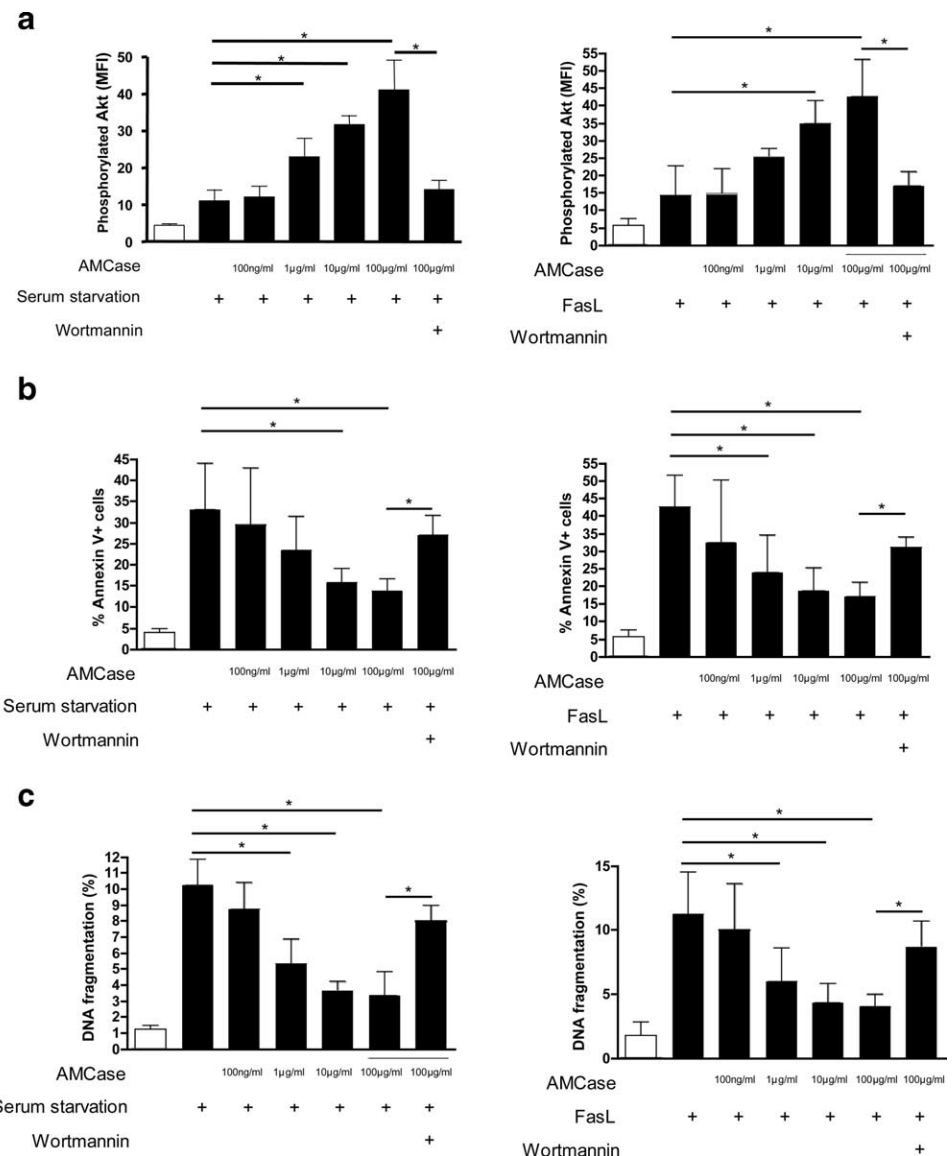 a
Phosphorylated Akt (MFI)
50
40
30
20
10
0
* * * *
AMCase 100ng/ml 1µg/ml 10µg/ml 100µg/ml 100µg/ml
Serum starvation + + + + + +
Wortmannin +
Phosphorylated Akt (MFI)
55
50
45
40
35
30
25
20
15
10
5
0
* * *
AMCase 100ng/ml 1µg/ml 10µg/ml 100µg/ml 100µg/ml
FasL + + + + + +
Wortmannin +
b
% Annexin V+ cells
45
40
35
30
25
20
15
10
5
0
* * *
AMCase 100ng/ml 1µg/ml 10µg/ml 100µg/ml 100µg/ml
Serum starvation + + + + + +
Wortmannin +
% Annexin V+ cells
55
50
45
40
35
30
25
20
15
10
5
0
* * * *
AMCase 100ng/ml 1µg/ml 10µg/ml 100µg/ml 100µg/ml
FasL + + + + + +
Wortmannin +
c
DNA fragmentation (%)
12
11
10
9
8
7
6
5
4
3
2
1
0
* * * *
AMCase 100ng/ml 1µg/ml 10µg/ml 100µg/ml 100µg/ml
Serum starvation + + + + + +
Wortmannin +
DNA fragmentation (%)
15
10
5
0
* * * *
AMCase 100ng/ml 1µg/ml 10µg/ml 100µg/ml 100µg/ml
FasL + + + + + +
Wortmannin +